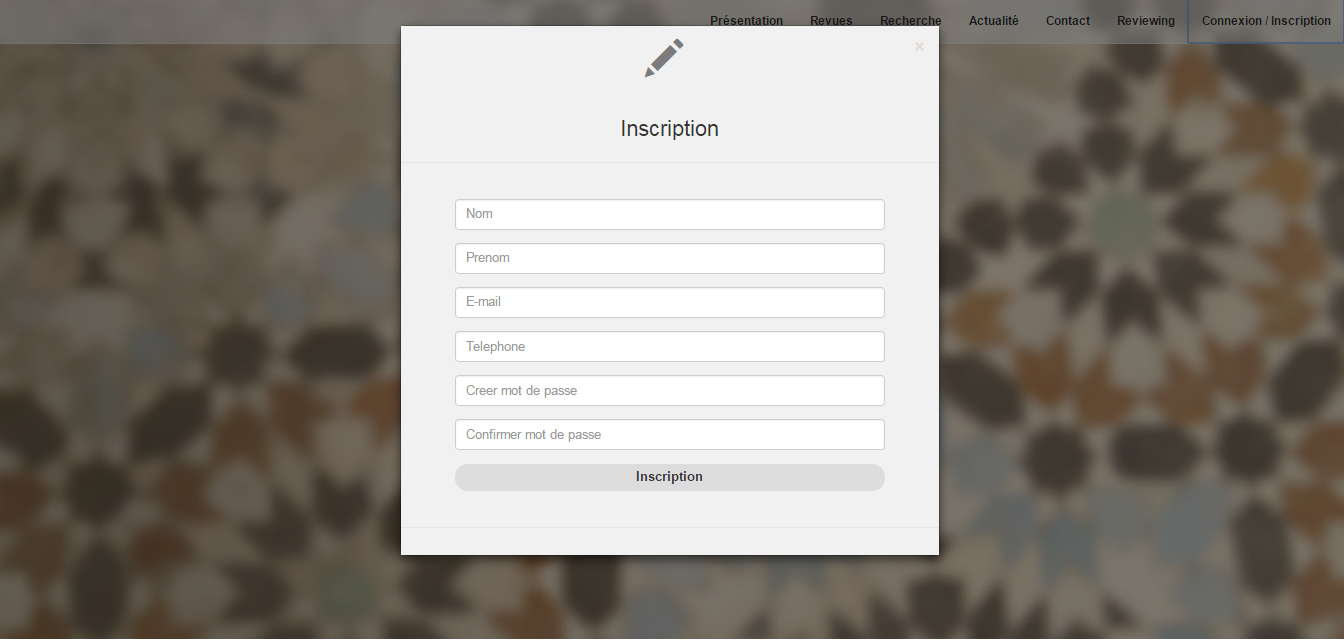 Présentation Revues Recherche Actualité Contact Reviewing Connexion / Inscription
×
Inscription
Nom
Prenom
E-mail
Telephone
Creer mot de passe
Confirmer mot de passe
Inscription